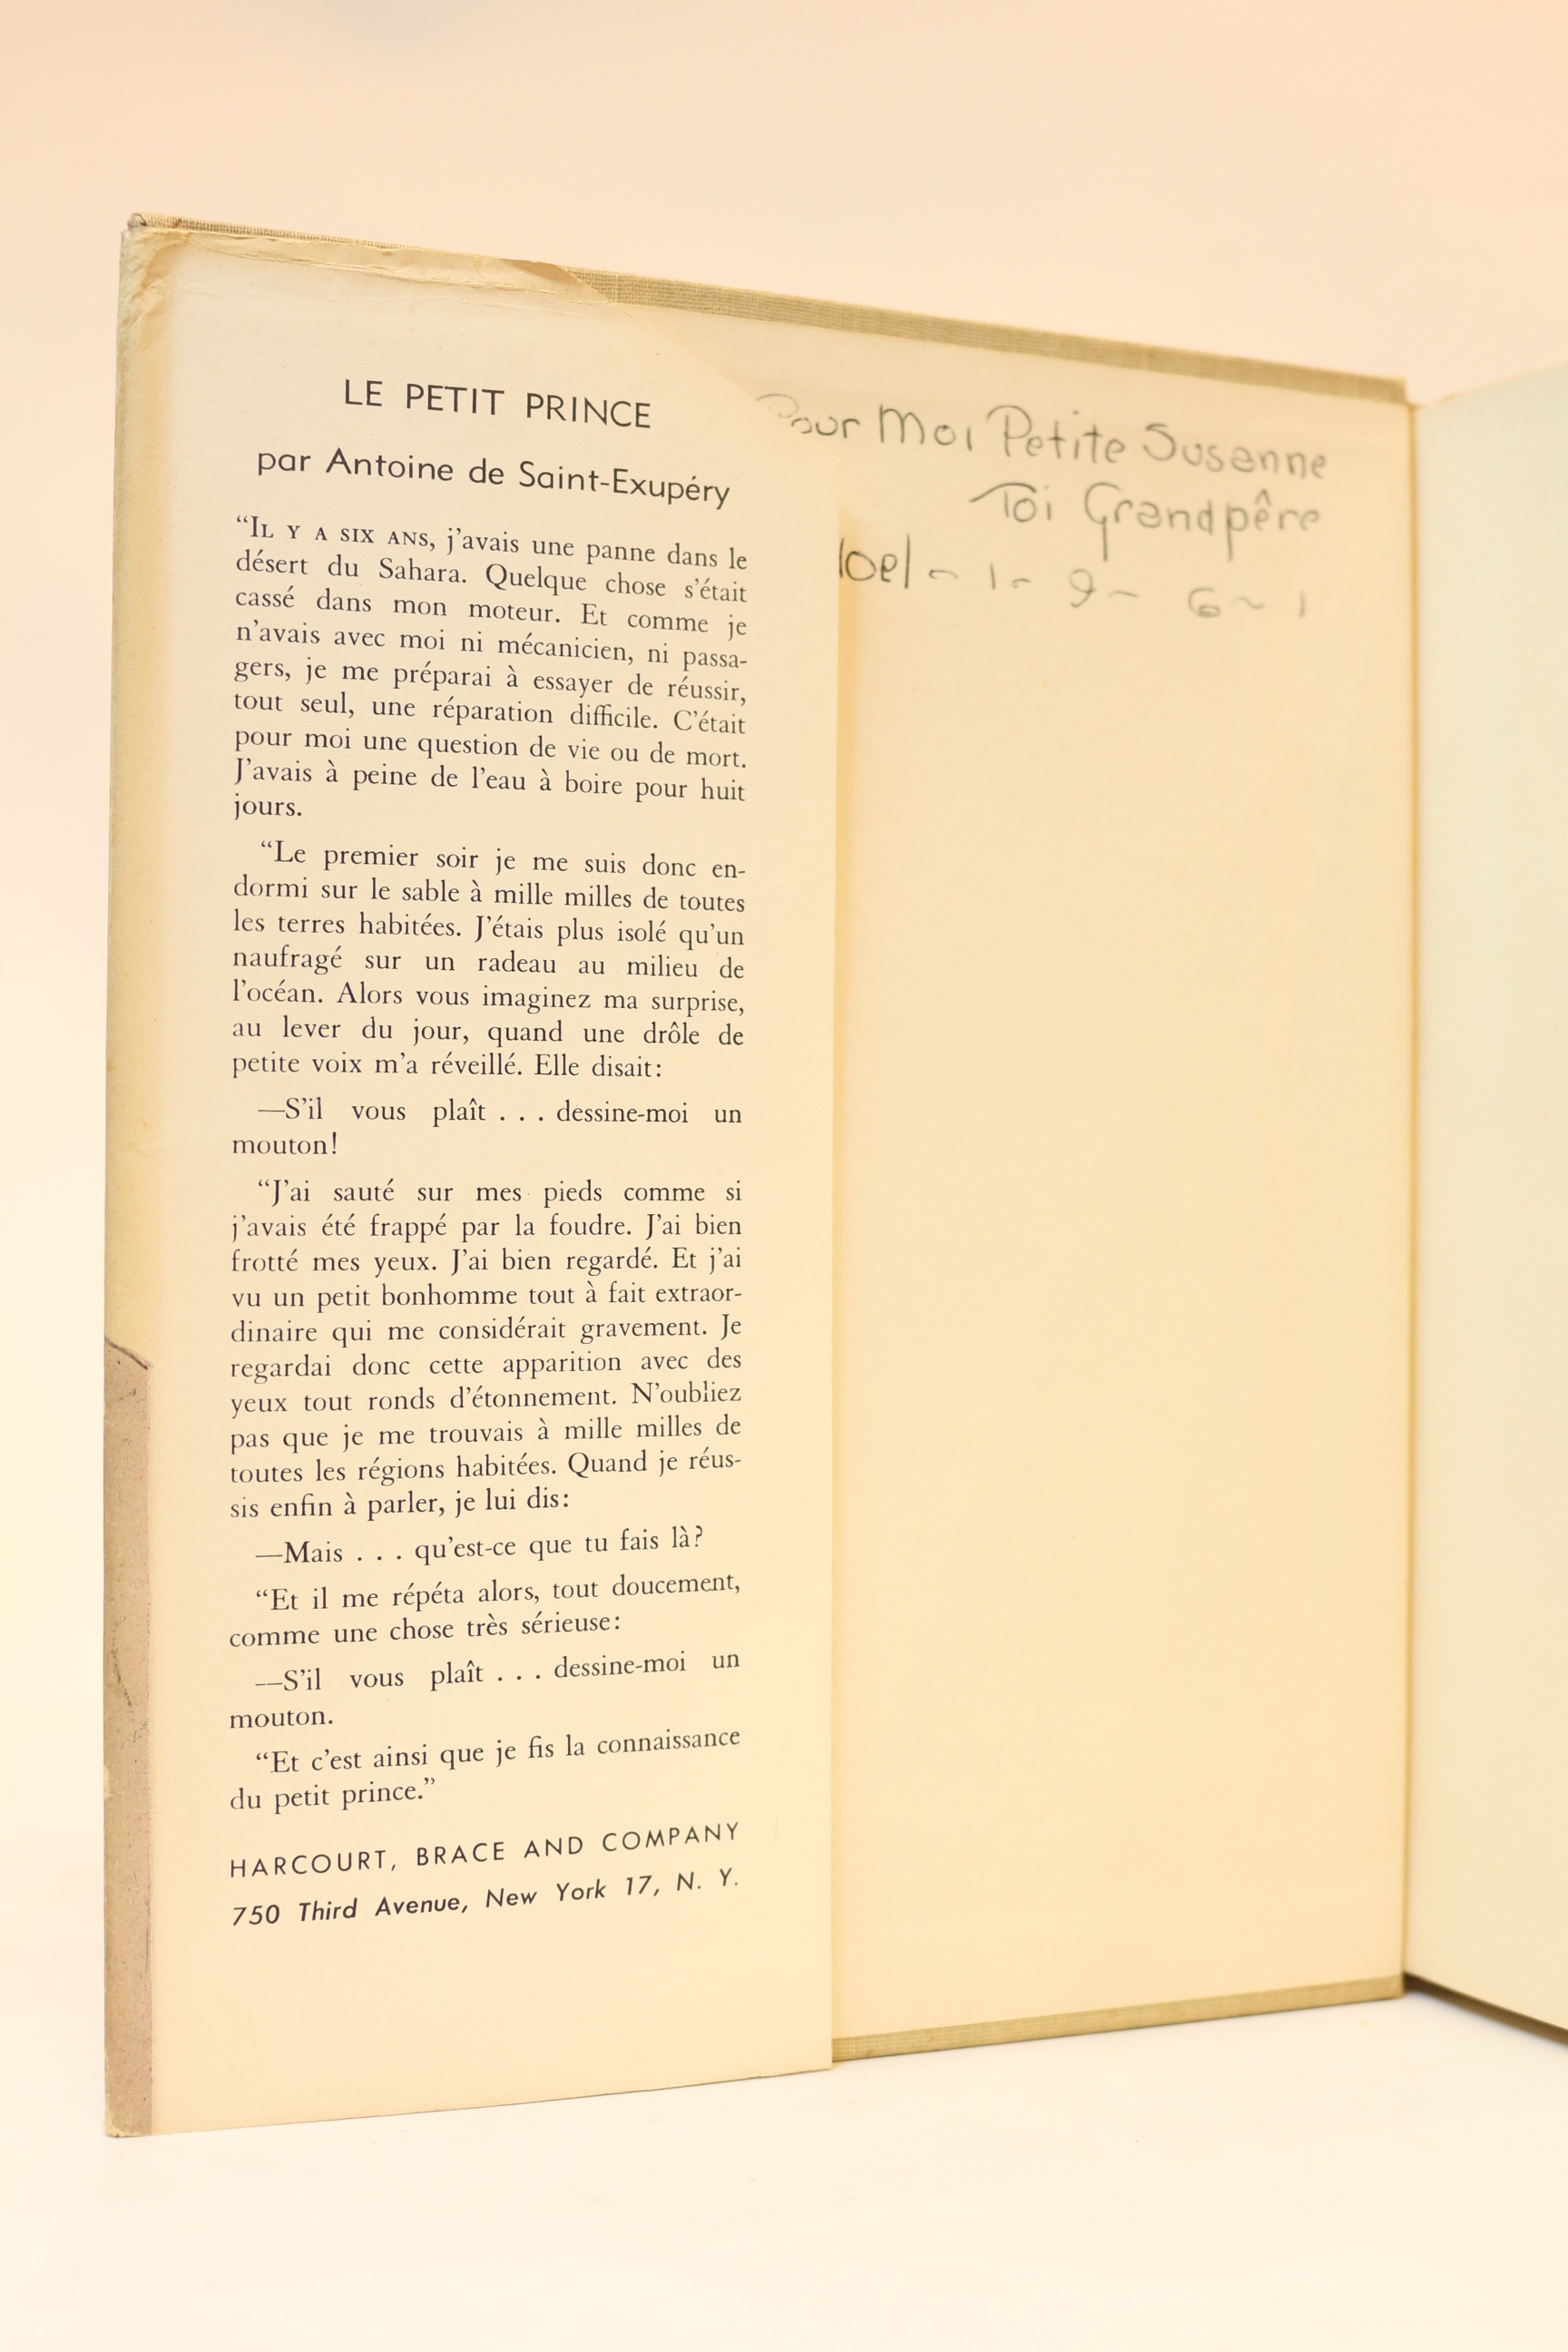 LE PETIT PRINCE
par Antoine de Saint-Exupéry
“IL Y A SIX ANS, j’avais une panne dans le
désert du Sahara. Quelque chose s’était
cassé dans mon moteur. Et comme je
n’avais avec moi ni mécanicien, ni passa-
gers, je me préparai à essayer de réussir,
tout seul, une réparation difficile. C’était
pour moi une question de vie ou de mort.
J’avais à peine de l’eau à boire pour huit
jours.
“Le premier soir je me suis donc en-
dormi sur le sable à mille milles de toutes
les terres habitées. J’étais plus isolé qu’un
naufragé sur un radeau au milieu de
l’océan. Alors vous imaginez ma surprise,
au lever du jour, quand une drôle de
petite voix m’a réveillé. Elle disait:
—S’il vous plaît . . . dessine-moi un
mouton!
“J’ai sauté sur mes pieds comme si
j’avais été frappé par la foudre. J’ai bien
frotté mes yeux. J’ai bien regardé. Et j’ai
vu un petit bonhomme tout à fait extraor-
dinaire qui me considérait gravement. Je
regardai donc cette apparition avec des
yeux tout ronds d’étonnement. N’oubliez
pas que je me trouvais à mille milles de
toutes les régions habitées. Quand je réus-
sis enfin à parler, je lui dis:
—Mais . . . qu’est-ce que tu fais là?
“Et il me répéta alors, tout doucement,
comme une chose très sérieuse:
—S’il vous plaît . . . dessine-moi un
mouton.
“Et c’est ainsi que je fis la connaissance
du petit prince.”
HARCOURT, BRACE AND COMPANY
750 Third Avenue, New York 17, N. Y.
Pour Moi Petite Susanne
Toi Grandpêre
oel - 1 - 9 - 6 - 1